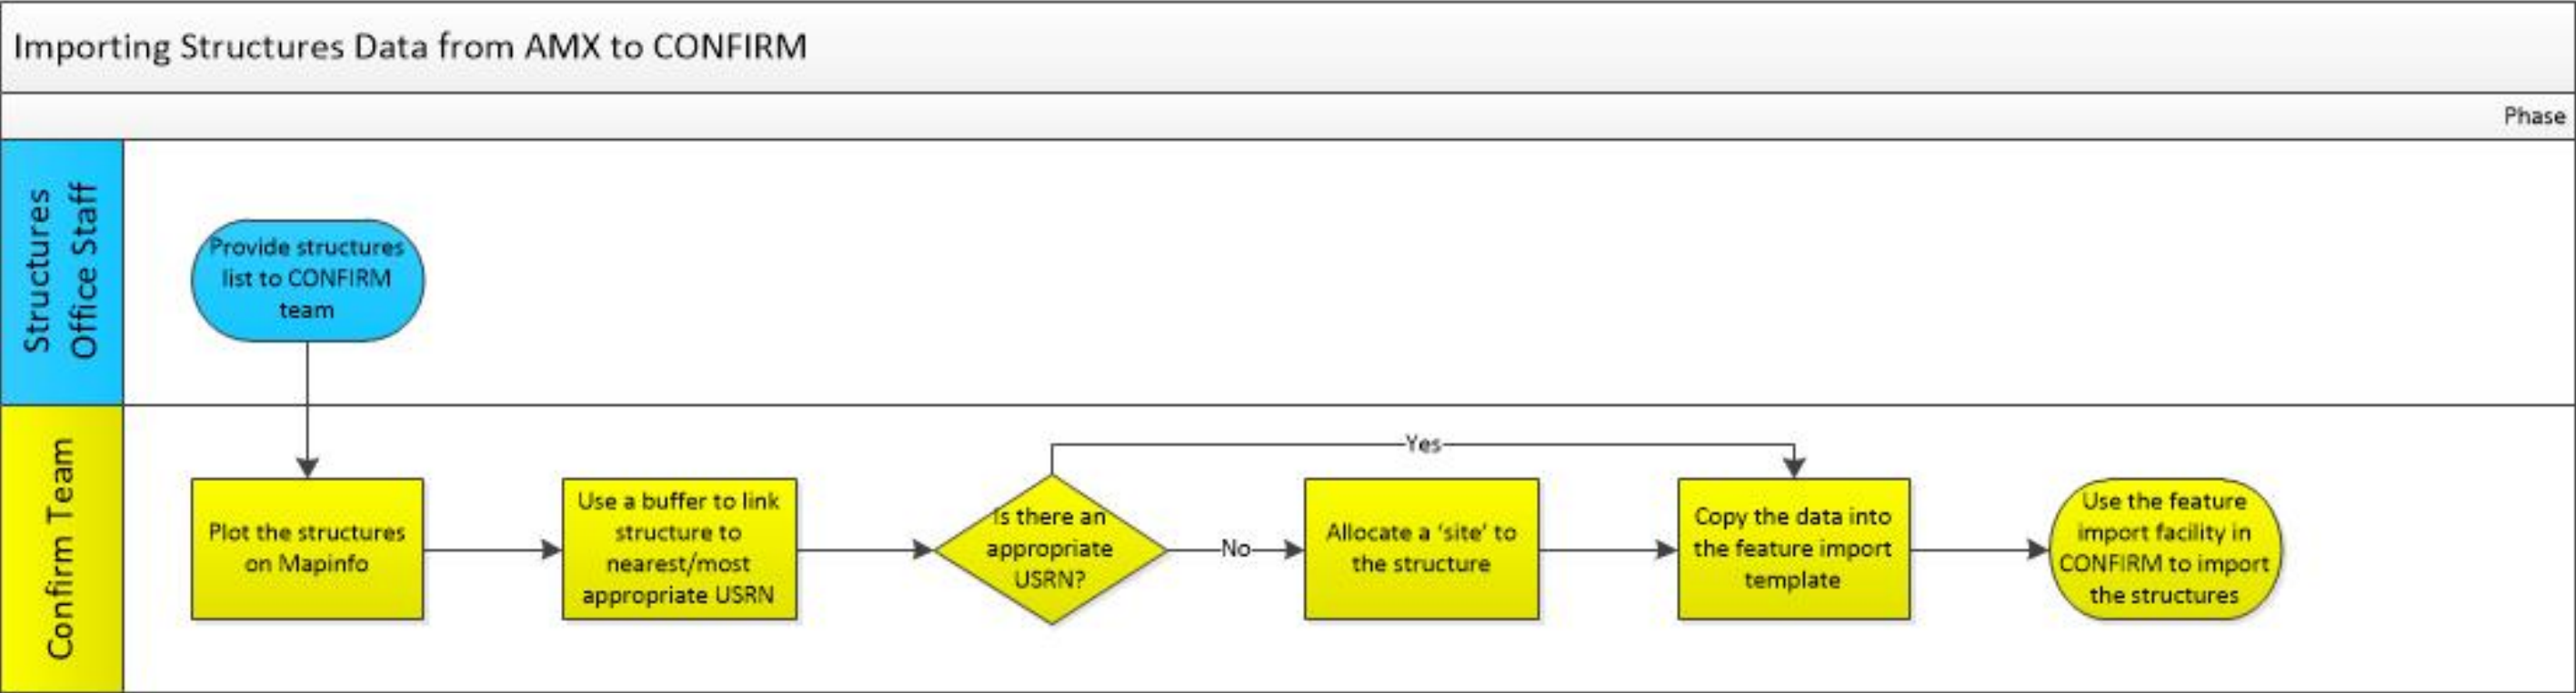 Importing Structures Data from AMX to CONFIRM
Phase
Structures
Office Staff
Provide structures
list to CONFIRM
team
Confirm Team
Plot the structures
on Mapinfo
Use a buffer to link
structure to
nearest/most
appropriate USRN
Is there an
appropriate
USRN?
Yes
No
Allocate a ‘site’ to
the structure
Copy the data into
the feature import
template
Use the feature
import facility in
CONFIRM to import
the structures